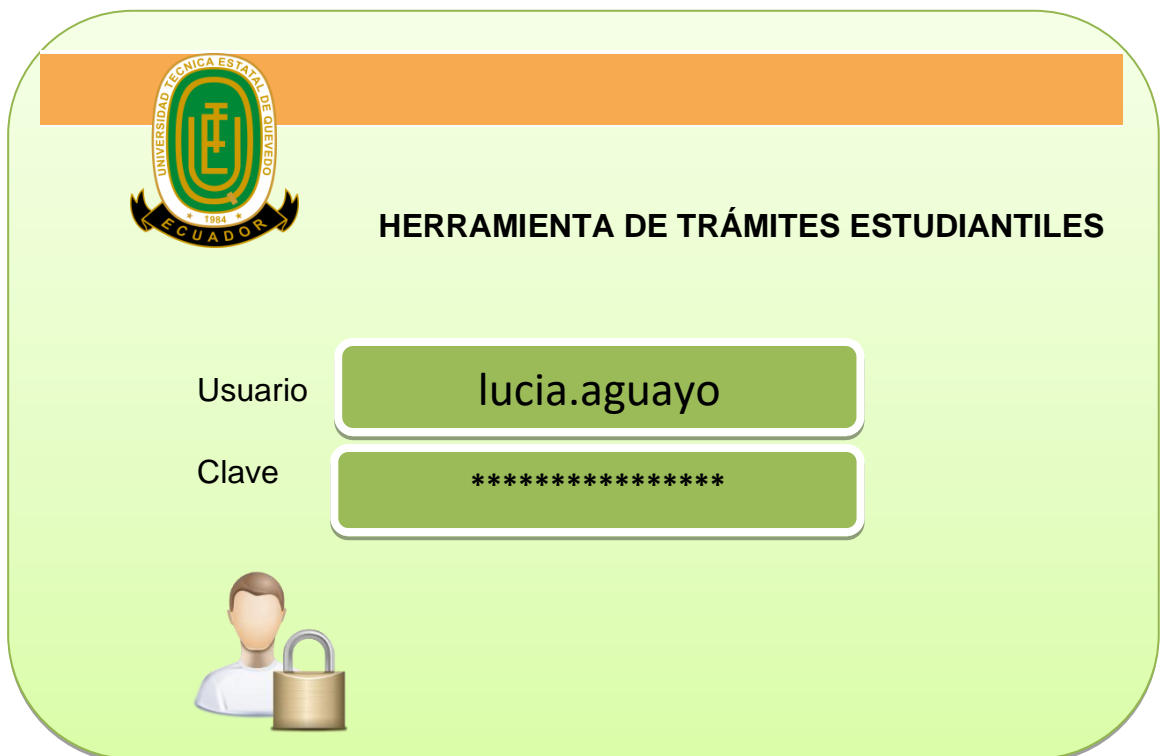 UNIVERSIDAD TÉCNICA ESTATAL DE QUEVEDO
1984
ECUADOR
HERRAMIENTA DE TRÁMITES ESTUDIANTILES
Usuario
lucia.aguayo
Clave
****************